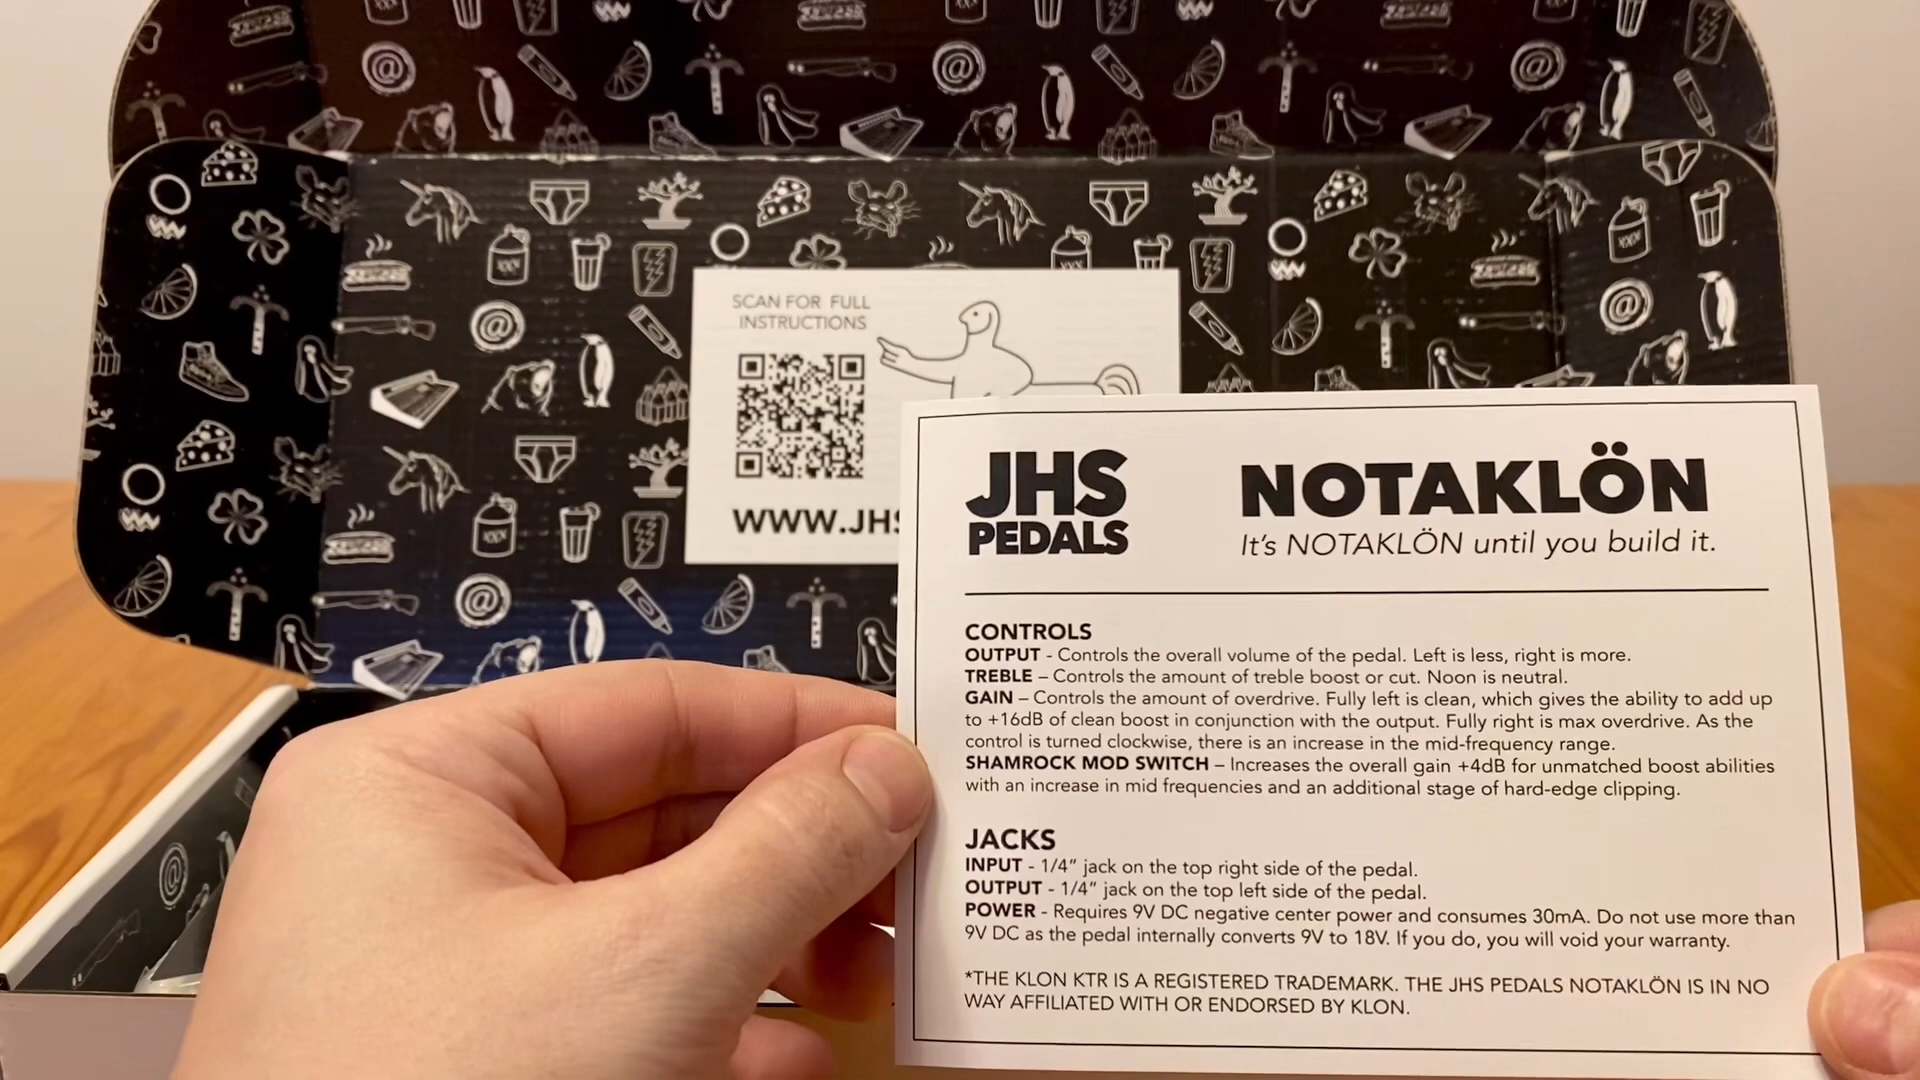 SCAN FOR FULL
INSTRUCTIONS
JHS
PEDALS
NOTAKLÖN
It's NOTAKLÖN until you build it.
CONTROLS
OUTPUT - Controls the overall volume of the pedal. Left is less, right is more.
TREBLE – Controls the amount of treble boost or cut. Noon is neutral.
GAIN – Controls the amount of overdrive. Fully left is clean, which gives the ability to add up
to +16dB of clean boost in conjunction with the output. Fully right is max overdrive. As the
control is turned clockwise, there is an increase in the mid-frequency range.
SHAMROCK MOD SWITCH – Increases the overall gain +4dB for unmatched boost abilities
with an increase in mid frequencies and an additional stage of hard-edge clipping.
JACKS
INPUT - 1/4" jack on the top right side of the pedal.
OUTPUT - 1/4" jack on the top left side of the pedal.
POWER - Requires 9V DC negative center power and consumes 30mA. Do not use more than
9V DC as the pedal internally converts 9V to 18V. If you do, you will void your warranty.
*THE KLON KTR IS A REGISTERED TRADEMARK. THE JHS PEDALS NOTAKLÖN IS IN NO
WAY AFFILIATED WITH OR ENDORSED BY KLON.